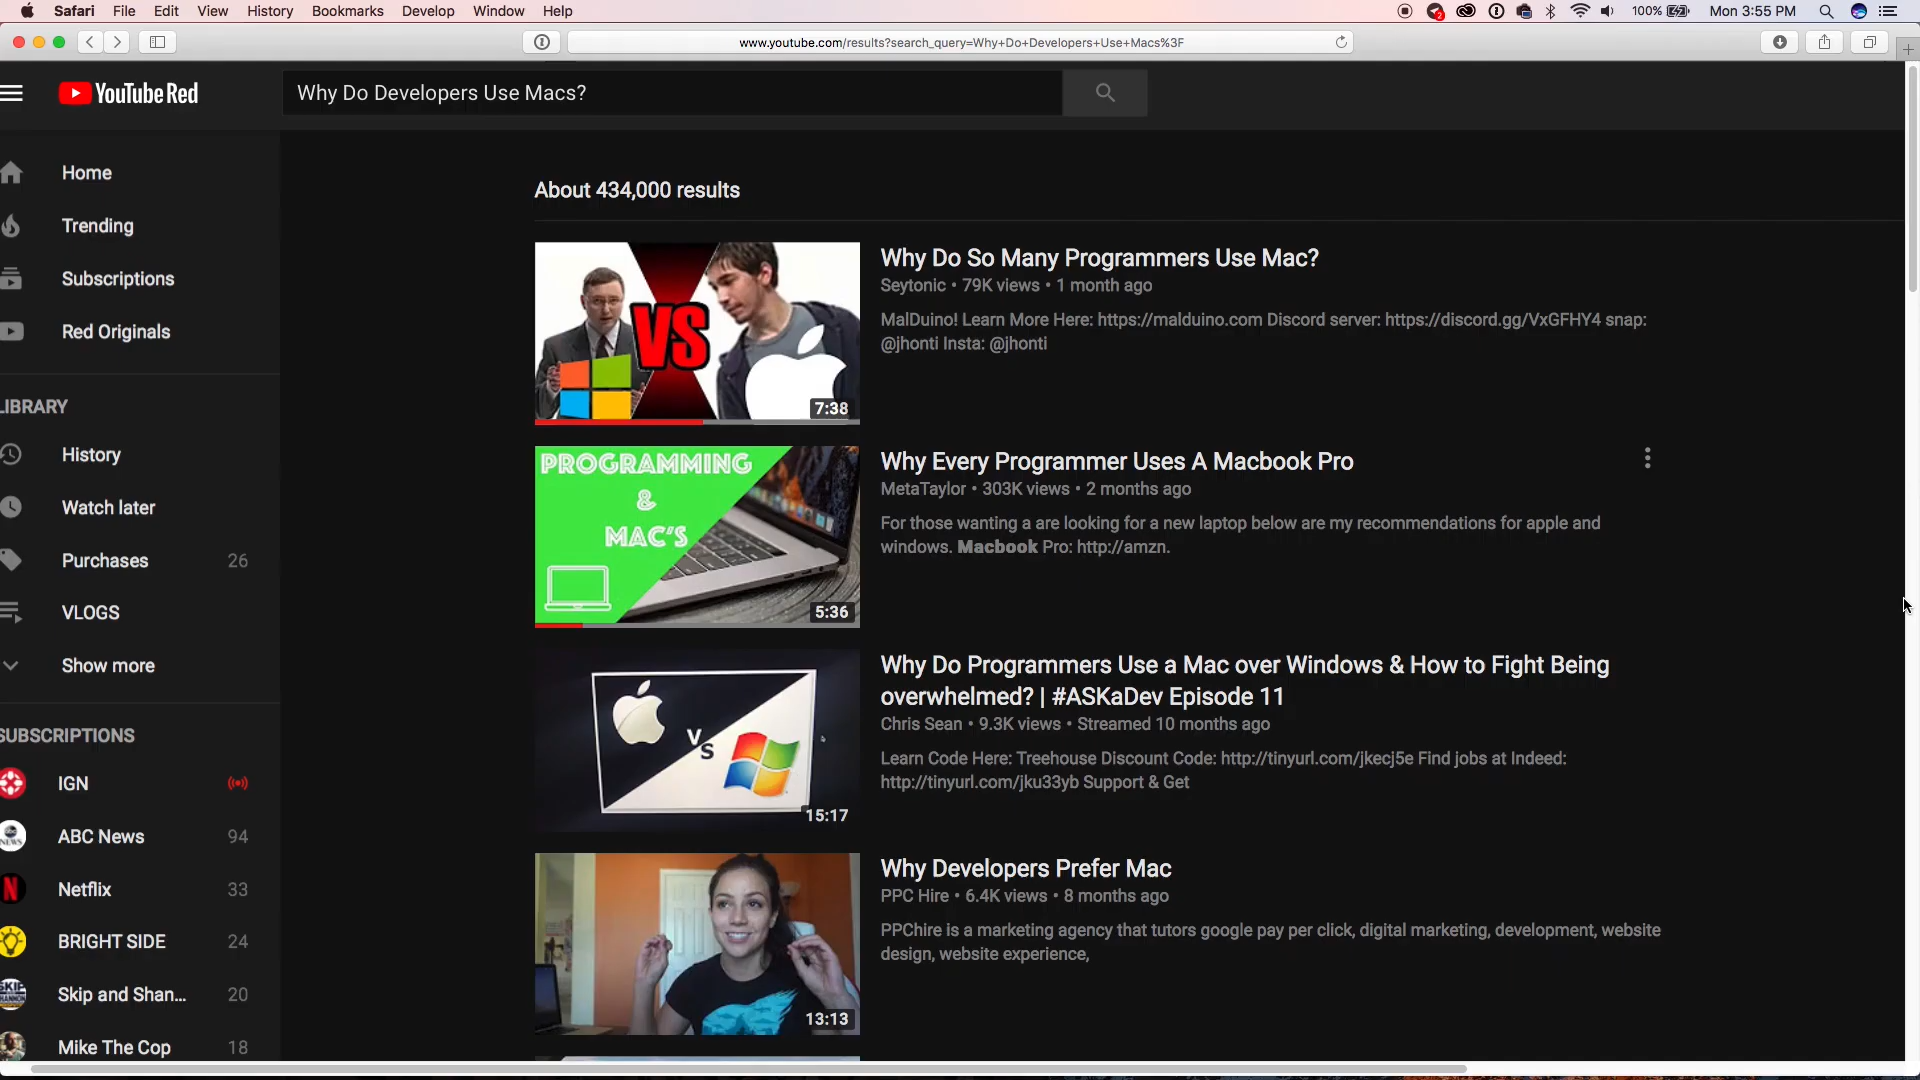 Safari File Edit View History Bookmarks Develop Window Help
2
100%
Mon 3:55 PM
www.youtube.com/results?search_query=Why+Do+Developers+Use+Macs%3F
YouTube Red
Why Do Developers Use Macs?
Home
Trending
Subscriptions
Red Originals
LIBRARY
History
Watch later
Purchases 26
VLOGS
Show more
SUBSCRIPTIONS
IGN
ABC News 94
Netflix 33
BRIGHT SIDE 24
Skip and Shan... 20
Mike The Cop 18
About 434,000 results
VS
7:38
Why Do So Many Programmers Use Mac?
Seytonic • 79K views • 1 month ago
MalDuino! Learn More Here: https://malduino.com Discord server: https://discord.gg/VxGFHY4 snap:
@jhonti Insta: @jhonti
PROGRAMMING
&
MAC'S
5:36
Why Every Programmer Uses A Macbook Pro
MetaTaylor • 303K views • 2 months ago
For those wanting a are looking for a new laptop below are my recommendations for apple and
windows. Macbook Pro: http://amzn.
VS
15:17
Why Do Programmers Use a Mac over Windows & How to Fight Being
overwhelmed? | #ASKaDev Episode 11
Chris Sean • 9.3K views • Streamed 10 months ago
Learn Code Here: Treehouse Discount Code: http://tinyurl.com/jkecj5e Find jobs at Indeed:
http://tinyurl.com/jku33yb Support & Get
13:13
Why Developers Prefer Mac
PPC Hire • 6.4K views • 8 months ago
PPChire is a marketing agency that tutors google pay per click, digital marketing, development, website
design, website experience,